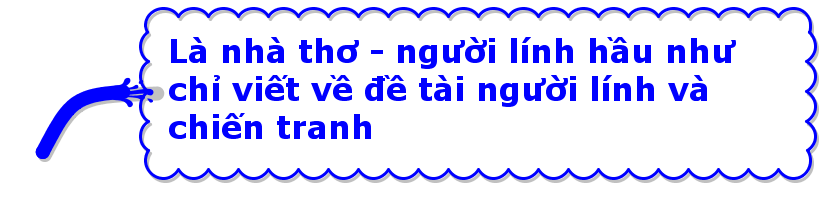 Là nhà thơ - người lính hầu như
chỉ viết về đề tài người lính và
chiến tranh